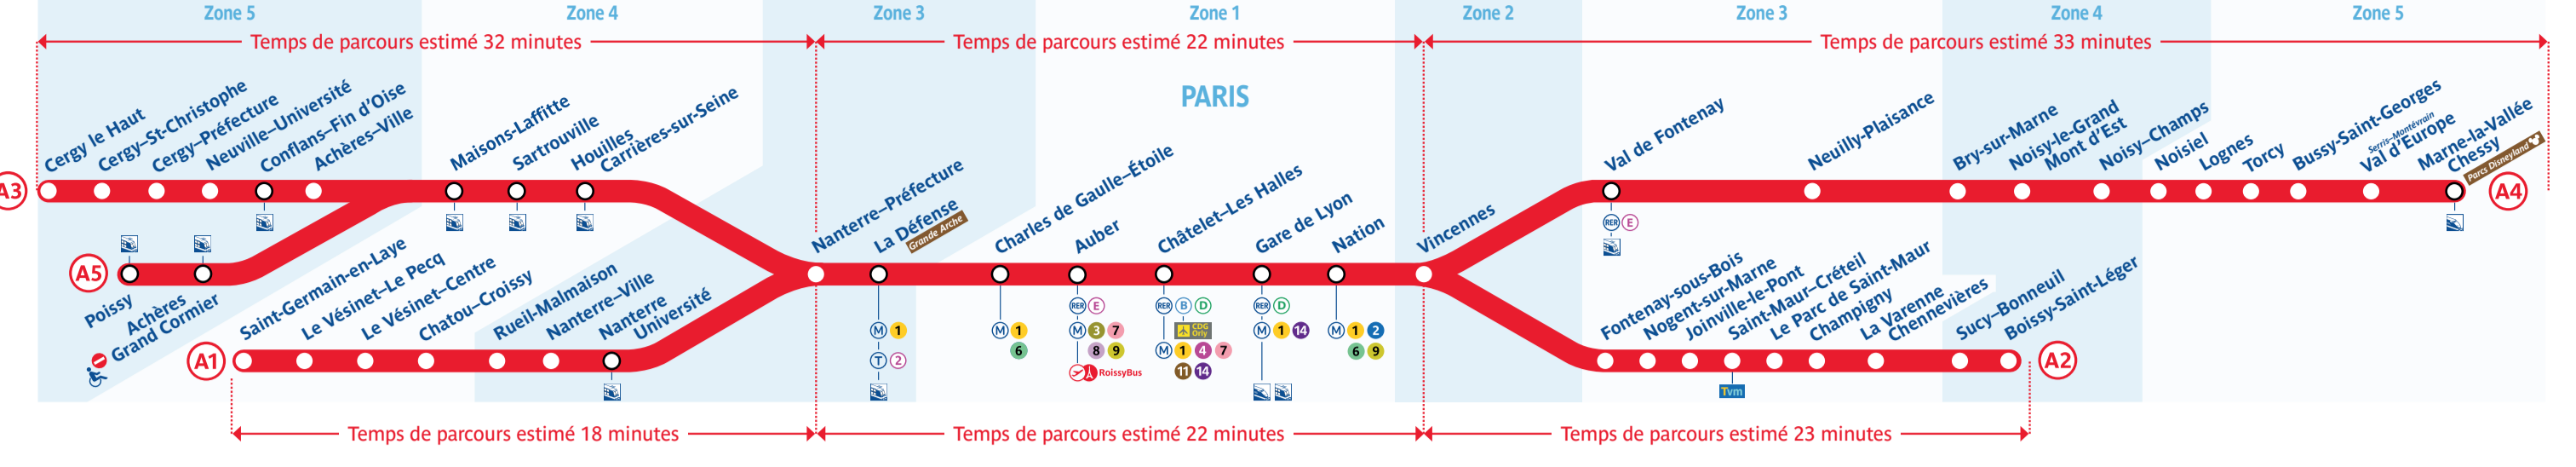 Zone 5
Zone 4
Zone 3
Zone 1
Zone 2
Zone 3
Zone 4
Zone 5
Temps de parcours estimé 32 minutes
Temps de parcours estimé 22 minutes
Temps de parcours estimé 33 minutes
PARIS
A3
Cergy le Haut
Cergy–St-Christophe
Cergy–Préfecture
Neuville–Université
Conflans–Fin d'Oise
Achères–Ville
Maisons-Laffitte
Sartrouville
Houilles
Carrières-sur-Seine
A5
Poissy
Achères
Grand Cormier
A1
Saint-Germain-en-Laye
Le Vésinet–Le Pecq
Le Vésinet–Centre
Chatou–Croissy
Rueil-Malmaison
Nanterre–Ville
Nanterre
Université
Nanterre–Préfecture
La Défense
Grande Arche
M 1
T 2
Charles de Gaulle–Étoile
M 1
6
Auber
RER E
M 3 7
8 9
RoissyBus
Châtelet–Les Halles
RER B D
CDG
Orly
M 1 4 7
11 14
Gare de Lyon
RER D
M 1 14
Nation
M 1 2
6 9
Vincennes
Val de Fontenay
RER E
Neuilly-Plaisance
Bry-sur-Marne
Noisy-le-Grand
Mont d'Est
Noisy–Champs
Noisiel
Lognes
Torcy
Bussy-Saint-Georges
Serris–Montévrain
Val d'Europe
Marne-la-Vallée
Chessy
Parcs Disneyland
A4
Fontenay-sous-Bois
Nogent-sur-Marne
Joinville-le-Pont
Saint-Maur–Créteil
Tvm
Le Parc de Saint-Maur
Champigny
La Varenne
Chennevières
Sucy–Bonneuil
Boissy-Saint-Léger
A2
Temps de parcours estimé 18 minutes
Temps de parcours estimé 22 minutes
Temps de parcours estimé 23 minutes